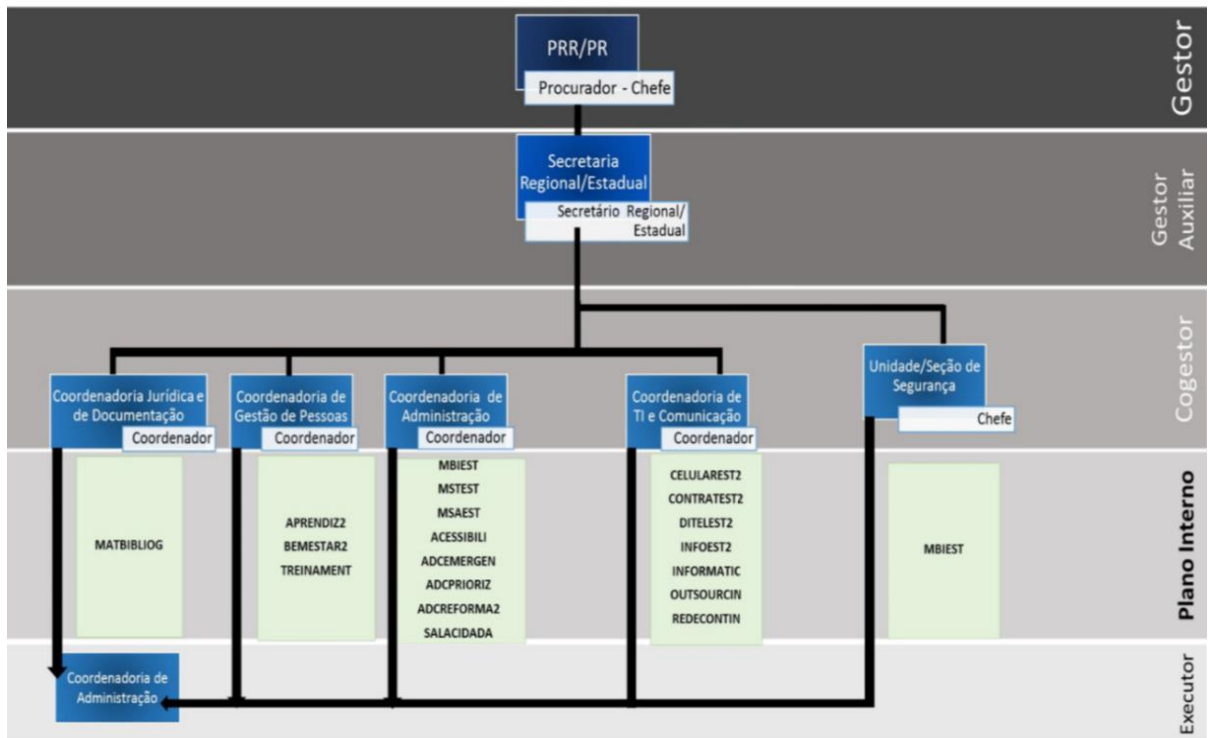 PRR/PR
Procurador - Chefe
Gestor
Secretaria
Regional/Estadual
Secretário Regional/
Estadual
Gestor
Auxiliar
Coordenadoria Jurídica e
de Documentação
Coordenador
Coordenadoria de
Gestão de Pessoas
Coordenador
Coordenadoria de
Administração
Coordenador
Coordenadoria de
TI e Comunicação
Coordenador
Unidade/Seção de
Segurança
Chefe
Cogestor
MATBIBLIOG
APRENDIZ2
BEMESTAR2
TREINAMENT
MBIEST
MSTEST
MSAEST
ACESSIBILI
ADCEMERGEN
ADCPRIORIZ
ADCREFORMA2
SALACIDADA
CELULAREST2
CONTRATEST2
DITELEST2
INFOEST2
INFORMATIC
OUTSOURCIN
REDECONTIN
MBIEST
Plano Interno
Coordenadoria de
Administração
Executor